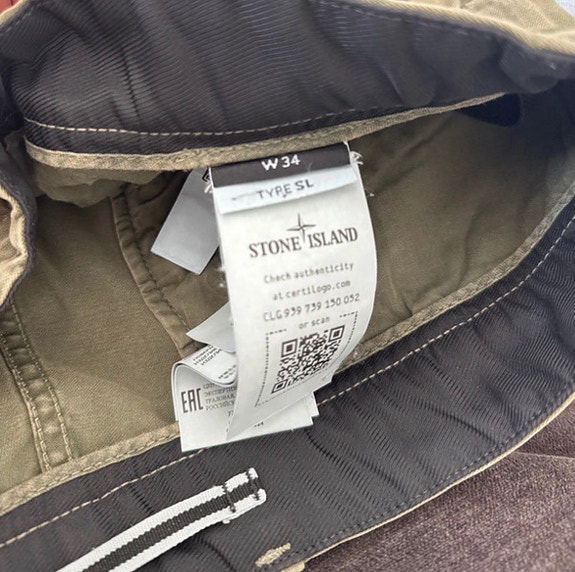 W 34
TYPE SL
STONE ISLAND
Check authenticity
at certilogo.com
CLG 939 739 150 052
or scan
EAC